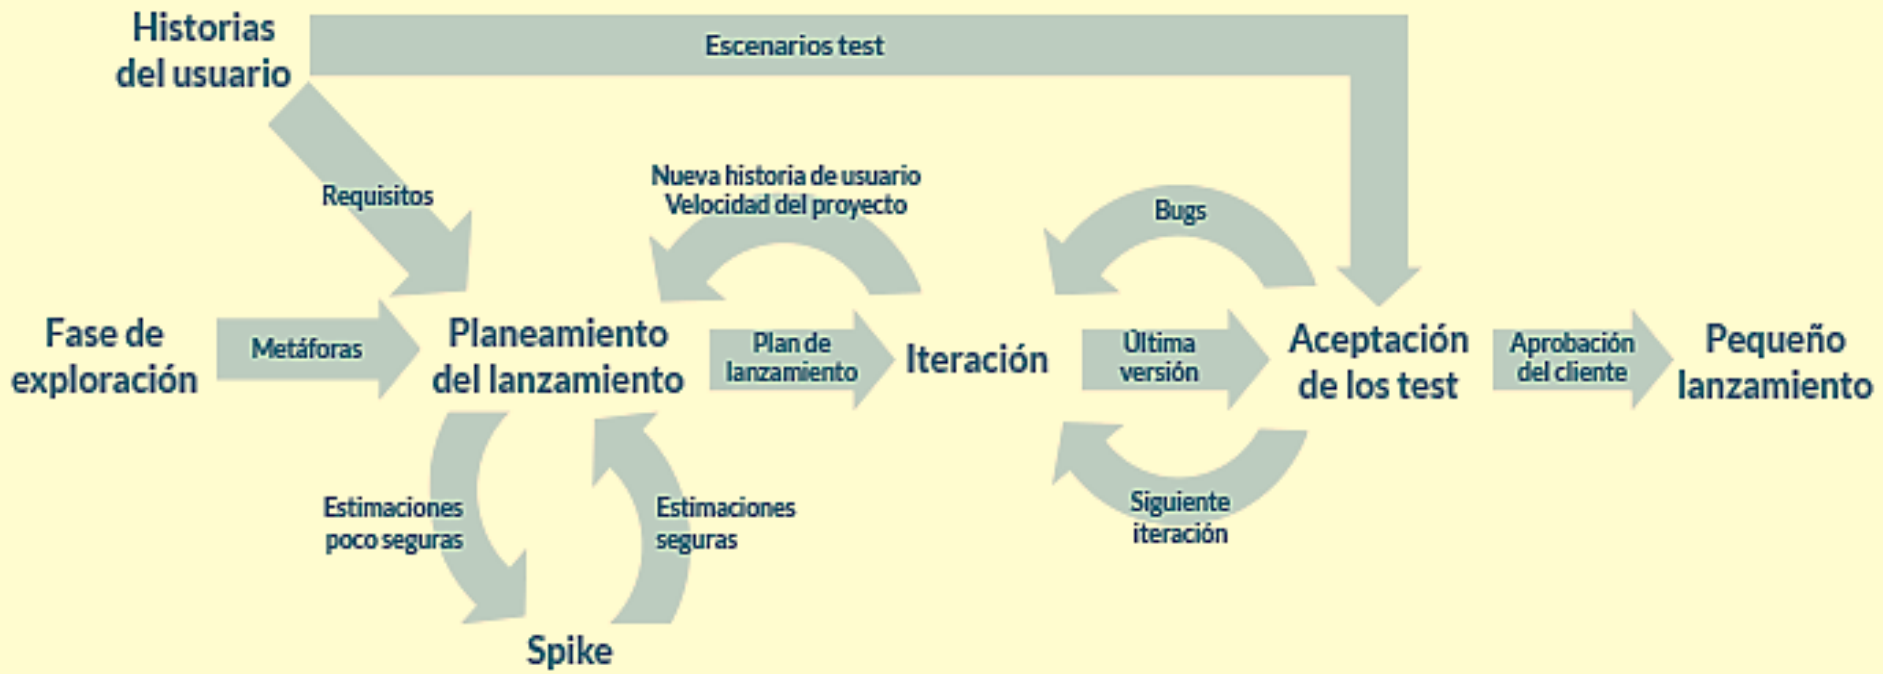 Historias
del usuario
Escenarios test
Requisitos
Nueva historia de usuario
Velocidad del proyecto
Bugs
Fase de
exploración
Metáforas
Planeamiento
del lanzamiento
Plan de
lanzamiento
Iteración
Última
versión
Aceptación
de los test
Aprobación
del cliente
Pequeño
lanzamiento
Estimaciones
poco seguras
Estimaciones
seguras
Siguiente
iteración
Spike